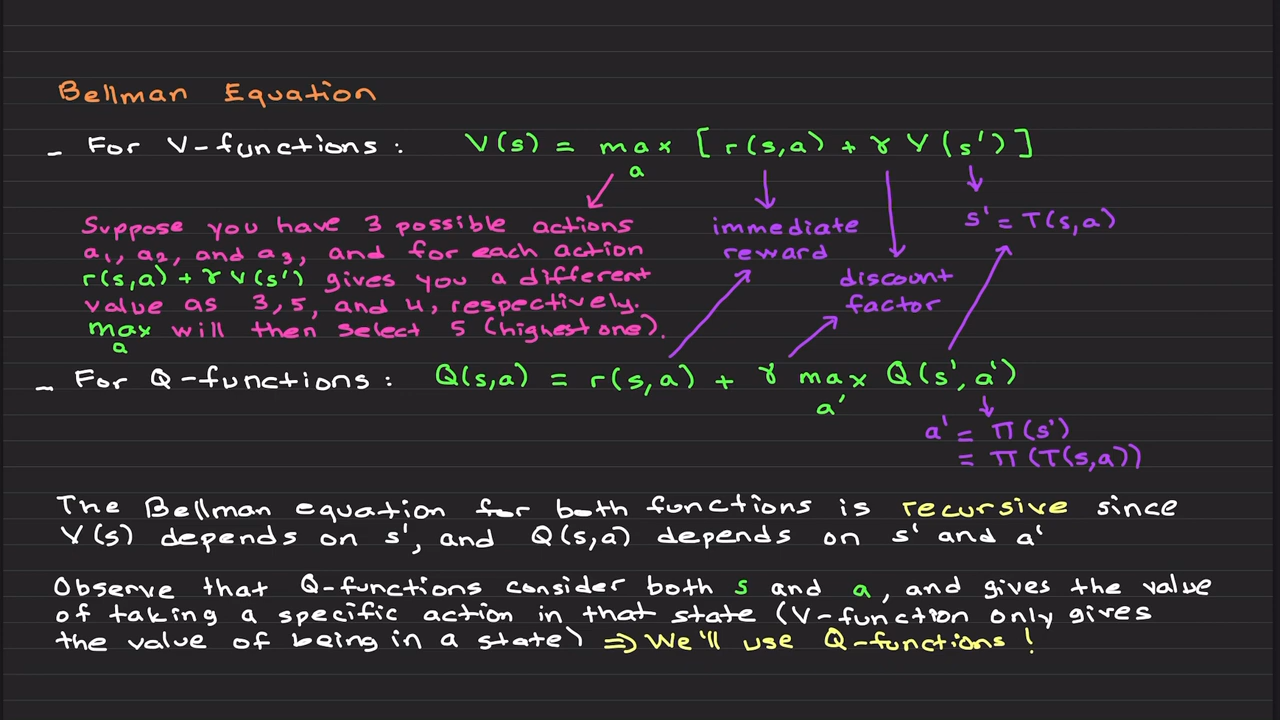 Bellman Equation
- For V-functions: V(s) = max [r(s,a) + γ V(s')]
a
Suppose you have 3 possible actions
a₁, a₂, and a₃, and for each action
r(s,a) + γ V(s') gives you a different
value as 3, 5, and 4, respectively.
max will then select 5 (highest one).
a
immediate
reward
discount
factor
s' = T(s,a)
- For Q-functions: Q(s,a) = r(s,a) + γ max Q(s', a')
a'
a' = π(s')
= π(T(s,a))
The Bellman equation for both functions is recursive since
V(s) depends on s', and Q(s,a) depends on s' and a'
Observe that Q-functions consider both s and a, and gives the value
of taking a specific action in that state (V-function only gives
the value of being in a state) ⇒ We'll use Q-functions!